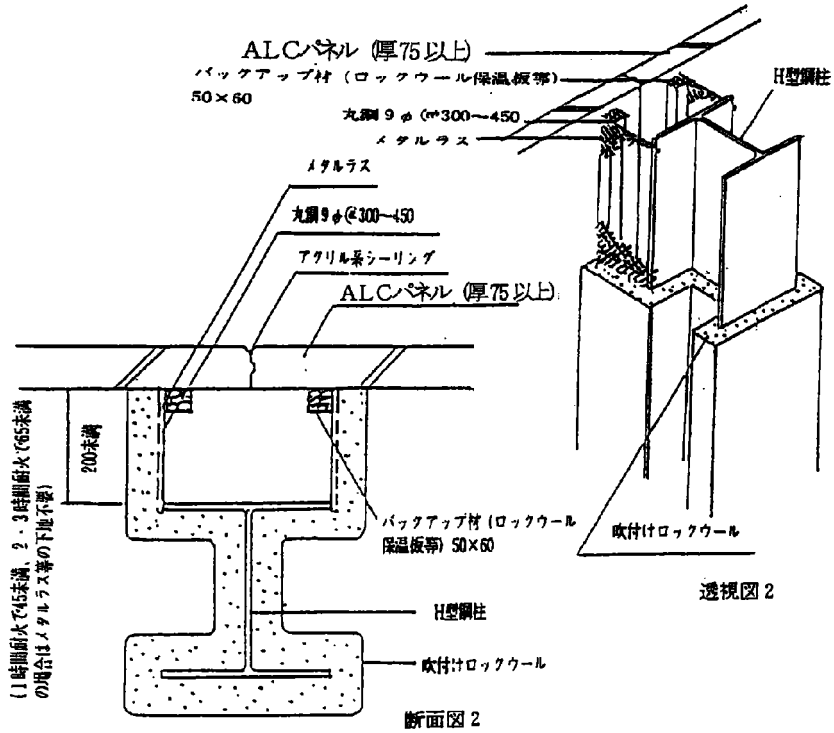 ALCパネル (厚75以上)
バックアップ材 (ロックウール保温板等)
50×60
丸鋼9φ(@300~450
メタルラス
H型鋼柱
メタルラス
丸鋼9φ(@300~450
アクリル系シーリング
ALCパネル (厚75以上)
200未満
(1時間耐火で45未満、2・3時間耐火で65未満
の場合はメタルラス等の下地不要)
バックアップ材 (ロックウール
保温板等) 50×60
H型鋼柱
吹付けロックウール
断面図2
吹付けロックウール
透視図2